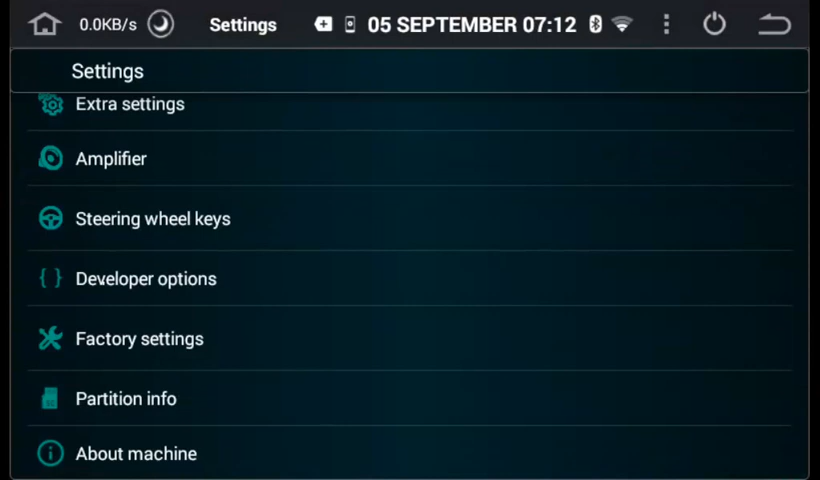 0.0KB/s Settings 05 SEPTEMBER 07:12
Settings
Extra settings
Amplifier
Steering wheel keys
{ } Developer options
Factory settings
Partition info
About machine